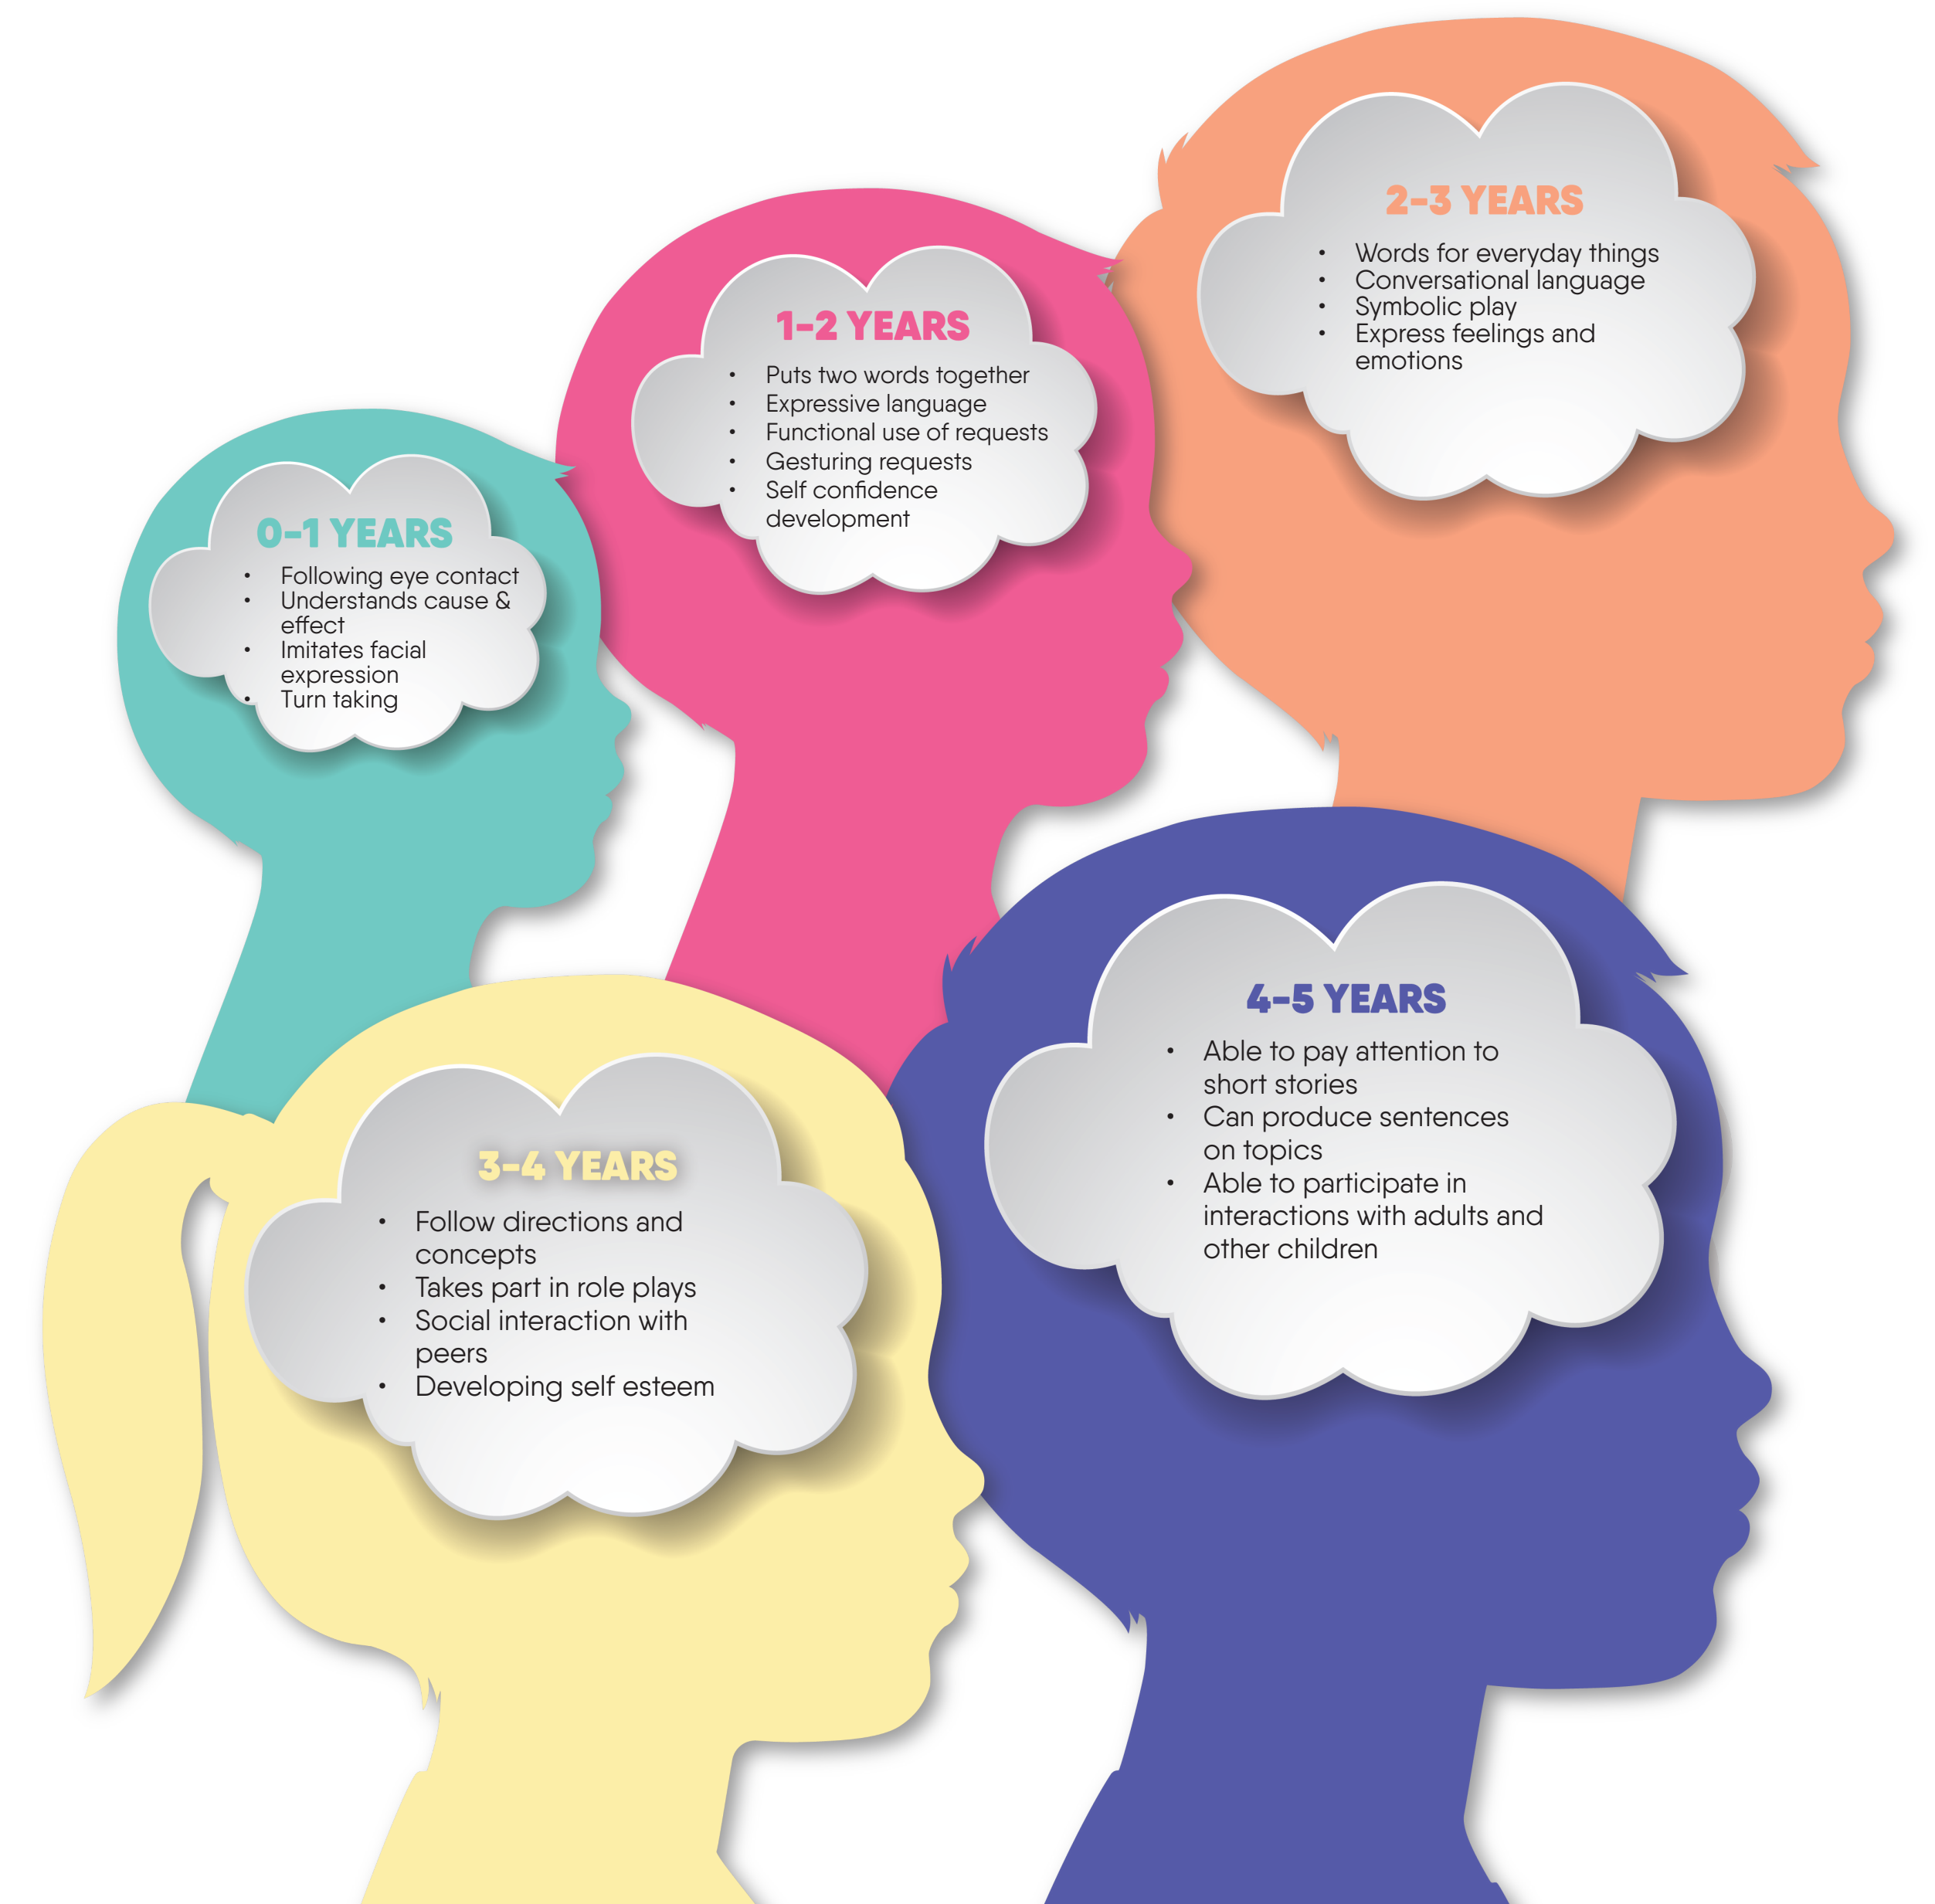 0-1 YEARS
• Following eye contact
• Understands cause &
effect
• Imitates facial
expression
• Turn taking
1-2 YEARS
• Puts two words together
• Expressive language
• Functional use of requests
• Gesturing requests
• Self confidence
development
2-3 YEARS
• Words for everyday things
• Conversational language
• Symbolic play
• Express feelings and
emotions
3-4 YEARS
• Follow directions and
concepts
• Takes part in role plays
• Social interaction with
peers
• Developing self esteem
4-5 YEARS
• Able to pay attention to
short stories
• Can produce sentences
on topics
• Able to participate in
interactions with adults and
other children